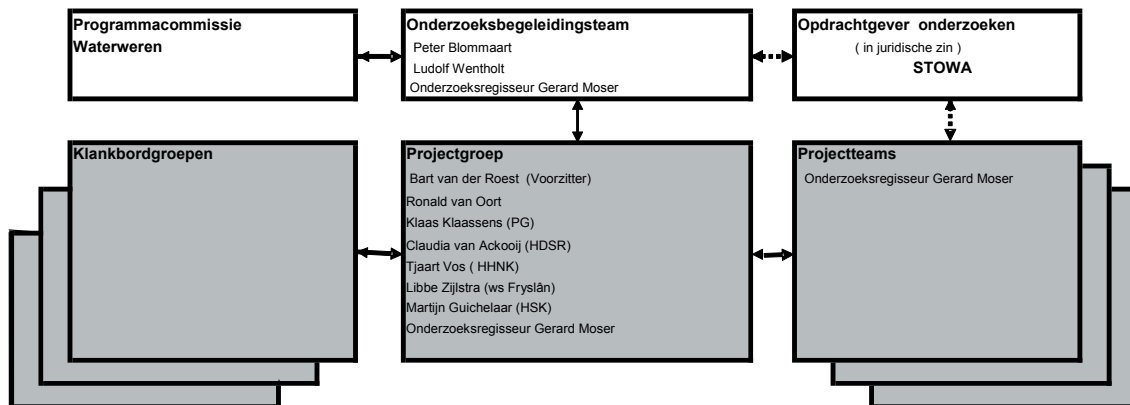 Programmacommissie
Waterweren
Onderzoeksbegeleidingsteam
Peter Blommaart
Ludolf Wentholt
Onderzoeksregisseur Gerard Moser
Opdrachtgever onderzoeken
( in juridische zin )
STOWA
Klankbordgroepen
Projectgroep
Bart van der Roest (Voorzitter)
Ronald van Oort
Klaas Klaassens (PG)
Claudia van Ackooij (HDSR)
Tjaart Vos ( HHNK)
Libbe Zijlstra (ws Fryslân)
Martijn Guichelaar (HSK)
Onderzoeksregisseur Gerard Moser
Projectteams
Onderzoeksregisseur Gerard Moser